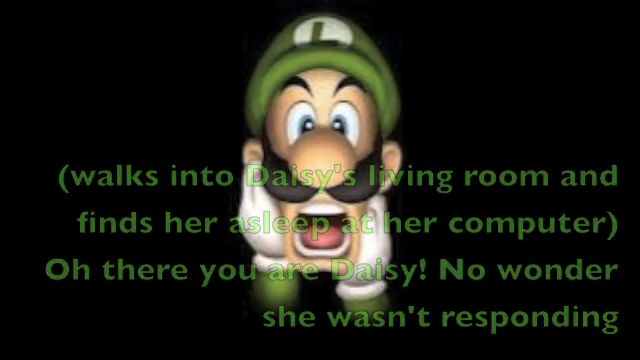 L
(walks into Daisy's living room and
finds her asleep at her computer)
Oh there you are Daisy! No wonder
she wasn't responding